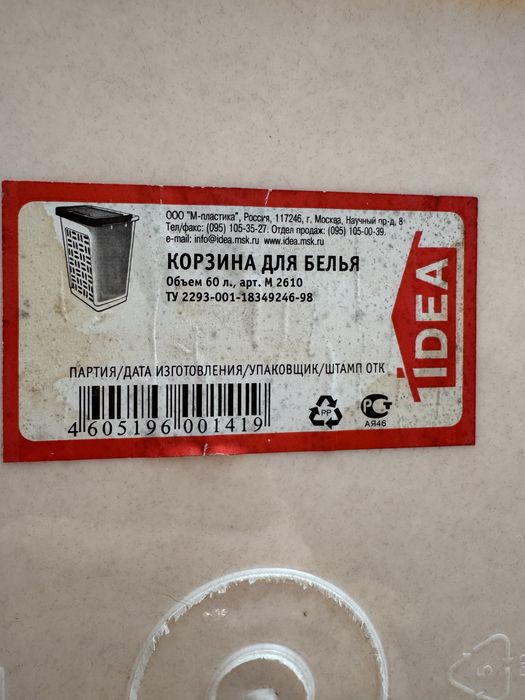 ООО "М-пластика", Россия, 117246, г. Москва, Научный пр-д, 8
Тел/факс: (095) 105-35-27. Отдел продаж: (095) 105-00-39.
e-mail: info@idea.msk.ru www.idea.msk.ru
КОРЗИНА ДЛЯ БЕЛЬЯ
Объем 60 л., арт. М 2610
ТУ 2293-001-18349246-98
IDEA
ПАРТИЯ/ДАТА ИЗГОТОВЛЕНИЯ/УПАКОВЩИК/ШТАМП ОТК
4 605196 001419
PP
РСТ
АЯ46
5